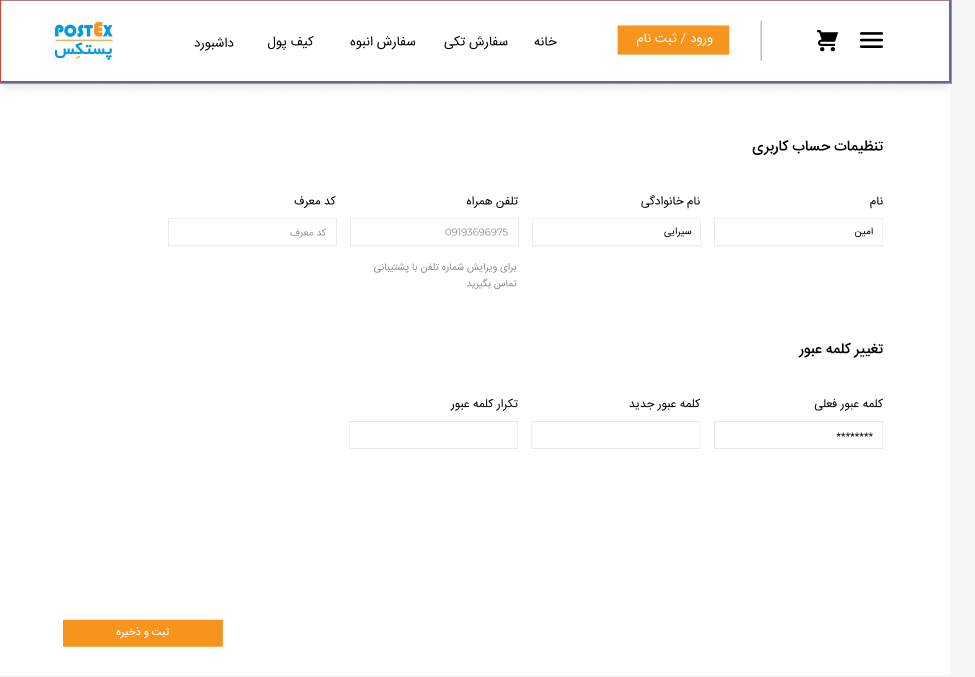 ورود / ثبت نام
خانه
سفارش تکی
سفارش انبوه
کیف پول
داشبورد
POSTEX
پستکِس
تنظیمات حساب کاربری
نام
نام خانوادگی
تلفن همراه
کد معرف
امین
سیرایی
09193696975
کد معرف
برای ویرایش شماره تلفن با پشتیبانی
تماس بگیرید
تغییر کلمه عبور
کلمه عبور فعلی
کلمه عبور جدید
تکرار کلمه عبور
********
ثبت و ذخیره